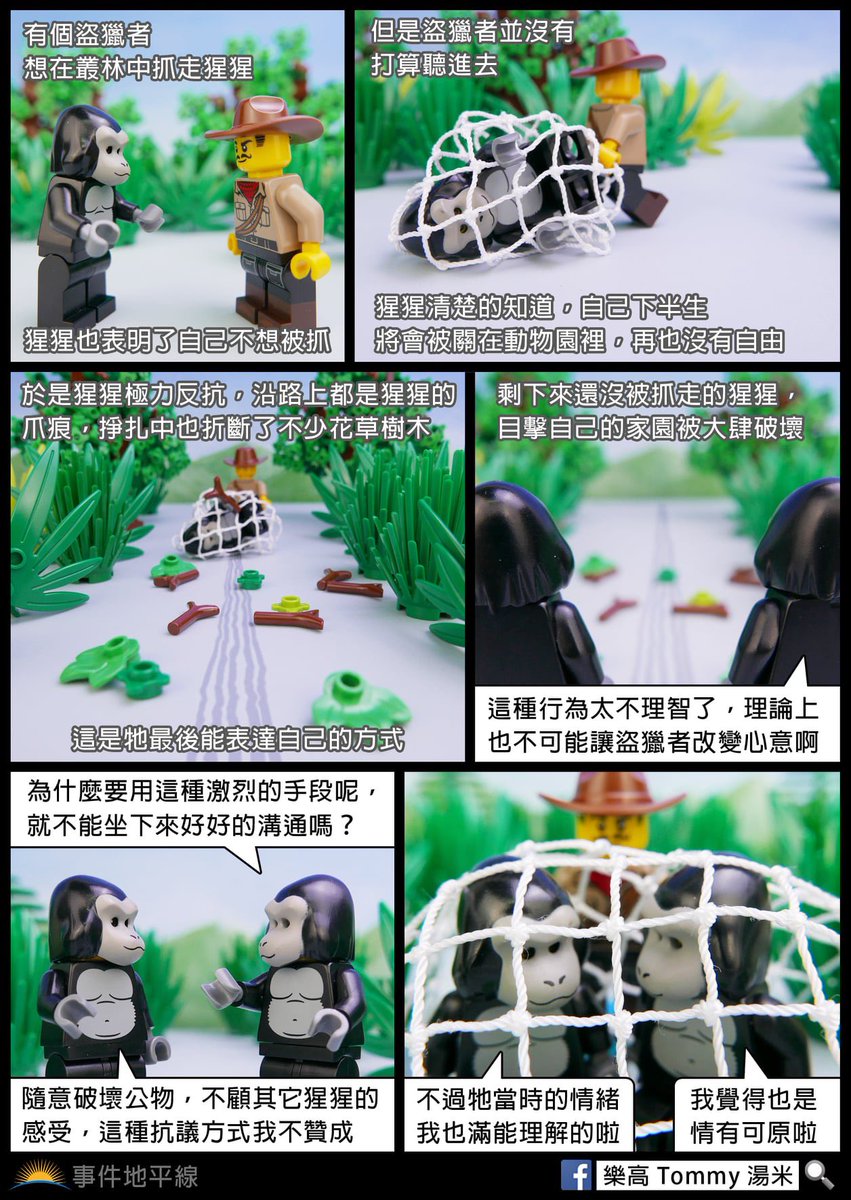 有個盜獵者
想在叢林中抓走猩猩
猩猩也表明了自己不想被抓
但是盜獵者並沒有
打算聽進去
猩猩清楚的知道，自己下半生
將會被關在動物園裡，再也沒有自由
於是猩猩極力反抗，沿路上都是猩猩的
爪痕，掙扎中也折斷了不少花草樹木
這是牠最後能表達自己的方式
剩下來還沒被抓走的猩猩，
目擊自己的家園被大肆破壞
這種行為太不理智了，理論上
也不可能讓盜獵者改變心意啊
為什麼要用這種激烈的手段呢，
就不能坐下來好好的溝通嗎？
隨意破壞公物，不顧其它猩猩的
感受，這種抗議方式我不贊成
不過牠當時的情緒
我也滿能理解的啦
我覺得也是
情有可原啦
事件地平線
樂高 Tommy 湯米